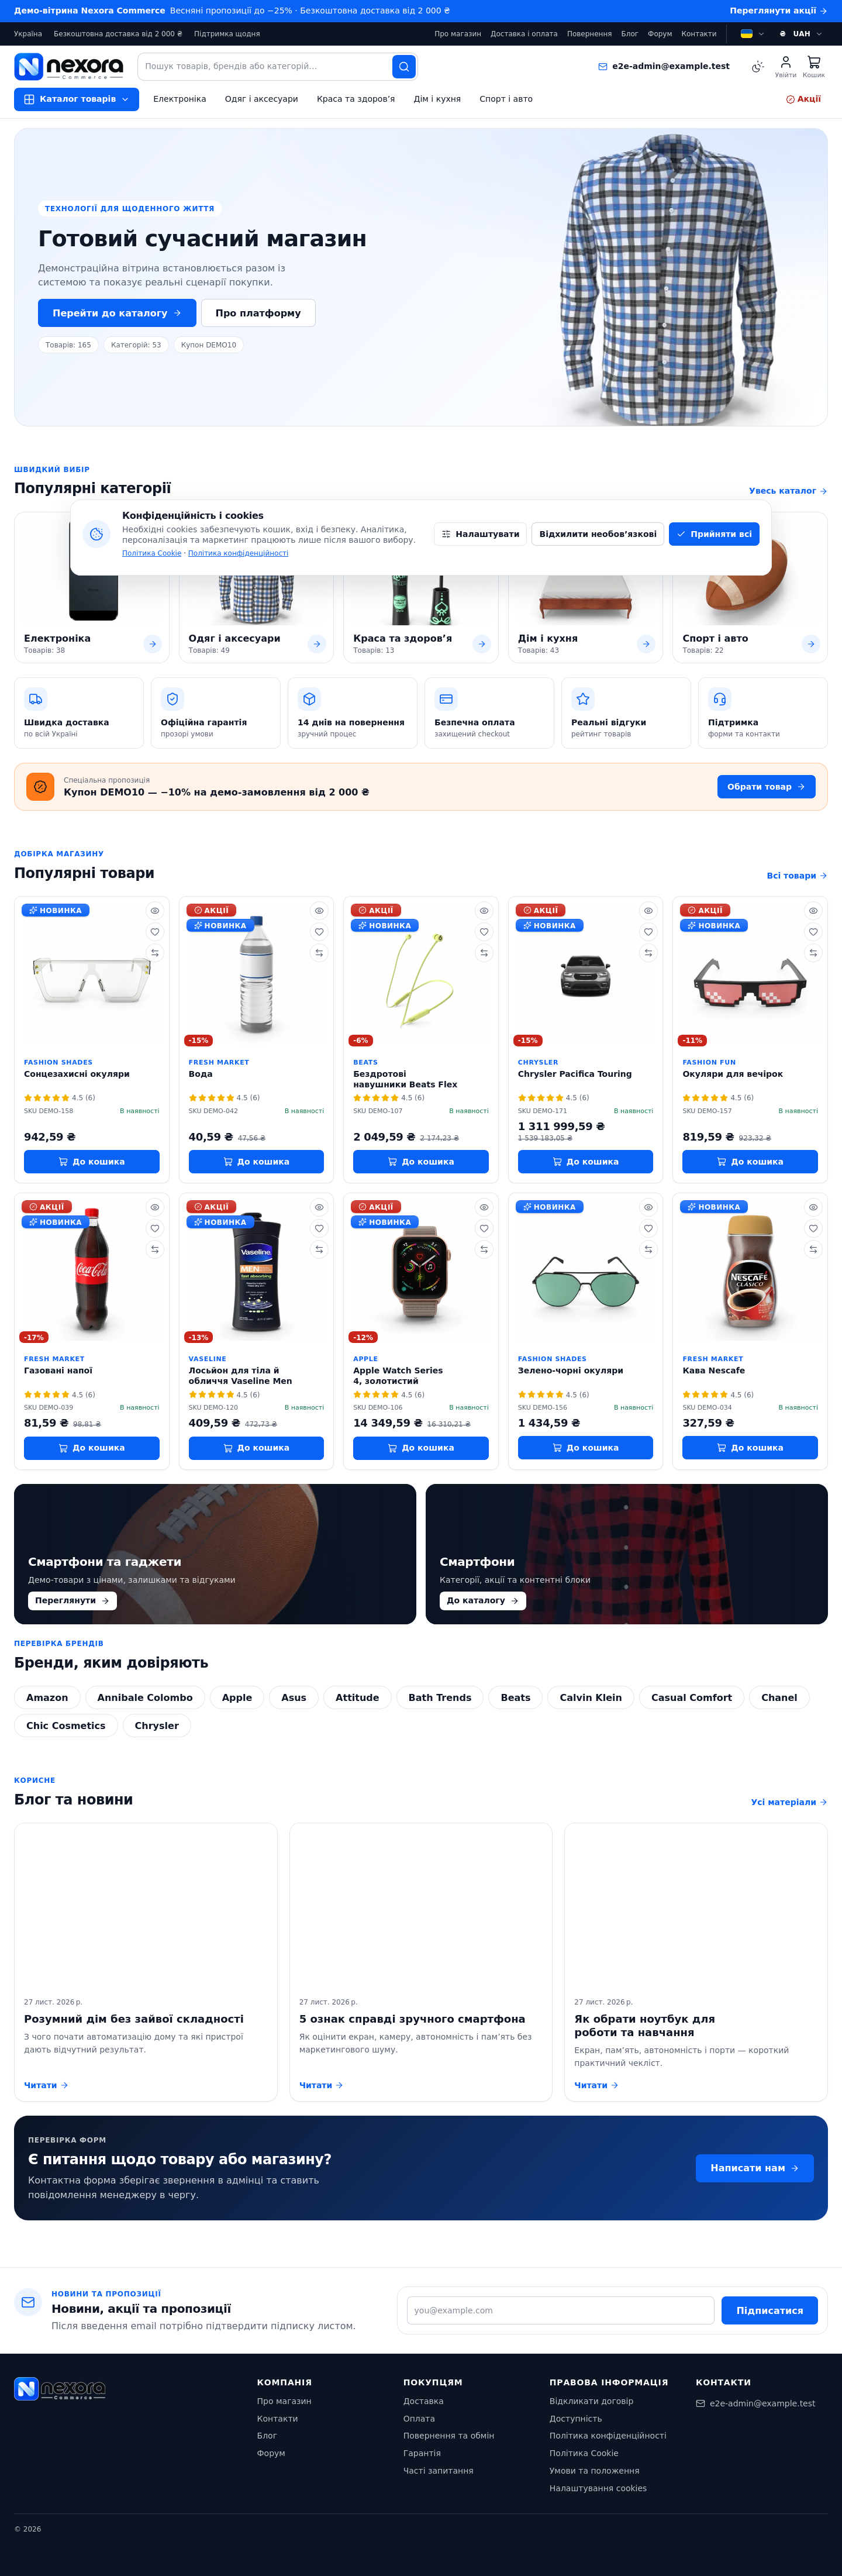 Демо-вітрина Nexora Commerce Весняні пропозиції до −25% · Безкоштовна доставка від 2 000 ₴
Переглянути акції →
Україна Безкоштовна доставка від 2 000 ₴ Підтримка щодня
Про магазин Доставка і оплата Повернення Блог Форум Контакти ₴ UAH
nexora
Commerce
Пошук товарів, брендів або категорій...
e2e-admin@example.test
Увійти Кошик
Каталог товарів
Електроніка Одяг і аксесуари Краса та здоров’я Дім і кухня Спорт і авто
Акції
ТЕХНОЛОГІЇ ДЛЯ ЩОДЕННОГО ЖИТТЯ
Готовий сучасний магазин
Демонстраційна вітрина встановлюється разом із
системою та показує реальні сценарії покупки.
Перейти до каталогу → Про платформу
Товарів: 165 Категорій: 53 Купон DEMO10
ШВИДКИЙ ВИБІР
Популярні категорії
Увесь каталог →
Конфіденційність і cookies
Необхідні cookies забезпечують кошик, вхід і безпеку. Аналітика,
персоналізація та маркетинг працюють лише після вашого вибору.
Політика Cookie · Політика конфіденційності
Налаштувати Відхилити необов’язкові Прийняти всі
Електроніка
Товарів: 38
Одяг і аксесуари
Товарів: 49
Краса та здоров’я
Товарів: 13
Дім і кухня
Товарів: 43
Спорт і авто
Товарів: 22
Швидка доставка
по всій Україні
Офіційна гарантія
прозорі умови
14 днів на повернення
зручний процес
Безпечна оплата
захищений checkout
Реальні відгуки
рейтинг товарів
Підтримка
форми та контакти
Спеціальна пропозиція
Купон DEMO10 — −10% на демо-замовлення від 2 000 ₴
Обрати товар →
ДОБІРКА МАГАЗИНУ
Популярні товари
Всі товари →
НОВИНКА
FASHION SHADES
Сонцезахисні окуляри
4.5 (6)
SKU DEMO-158 В наявності
942,59 ₴
До кошика
АКЦІЇ
НОВИНКА
-15%
FRESH MARKET
Вода
4.5 (6)
SKU DEMO-042 В наявності
40,59 ₴ 47,56 ₴
До кошика
АКЦІЇ
НОВИНКА
-6%
BEATS
Бездротові
навушники Beats Flex
4.5 (6)
SKU DEMO-107 В наявності
2 049,59 ₴ 2 174,23 ₴
До кошика
АКЦІЇ
НОВИНКА
-15%
CHRYSLER
Chrysler Pacifica Touring
4.5 (6)
SKU DEMO-171 В наявності
1 311 999,59 ₴
1 539 183,05 ₴
До кошика
АКЦІЇ
НОВИНКА
-11%
FASHION FUN
Окуляри для вечірок
4.5 (6)
SKU DEMO-157 В наявності
819,59 ₴ 923,32 ₴
До кошика
АКЦІЇ
НОВИНКА
Coca-Cola
-17%
FRESH MARKET
Газовані напої
4.5 (6)
SKU DEMO-039 В наявності
81,59 ₴ 98,81 ₴
До кошика
АКЦІЇ
НОВИНКА
Vaseline
MEN
fast absorbing
-13%
VASELINE
Лосьйон для тіла й
обличчя Vaseline Men
4.5 (6)
SKU DEMO-120 В наявності
409,59 ₴ 472,73 ₴
До кошика
АКЦІЇ
НОВИНКА
-12%
APPLE
Apple Watch Series
4, золотистий
4.5 (6)
SKU DEMO-106 В наявності
14 349,59 ₴ 16 310,21 ₴
До кошика
НОВИНКА
FASHION SHADES
Зелено-чорні окуляри
4.5 (6)
SKU DEMO-156 В наявності
1 434,59 ₴
До кошика
НОВИНКА
NESCAFÉ
CLASICO
FRESH MARKET
Кава Nescafe
4.5 (6)
SKU DEMO-034 В наявності
327,59 ₴
До кошика
Смартфони та гаджети
Демо-товари з цінами, залишками та відгуками
Переглянути →
Смартфони
Категорії, акції та контентні блоки
До каталогу →
ПЕРЕВІРКА БРЕНДІВ
Бренди, яким довіряють
Amazon Annibale Colombo Apple Asus Attitude Bath Trends Beats Calvin Klein Casual Comfort Chanel
Chic Cosmetics Chrysler
КОРИСНЕ
Блог та новини
Усі матеріали →
27 лист. 2026 р.
Розумний дім без зайвої складності
З чого почати автоматизацію дому та які пристрої
дають відчутний результат.
Читати →
27 лист. 2026 р.
5 ознак справді зручного смартфона
Як оцінити екран, камеру, автономність і пам’ять без
маркетингового шуму.
Читати →
27 лист. 2026 р.
Як обрати ноутбук для
роботи та навчання
Екран, пам’ять, автономність і порти — короткий
практичний чекліст.
Читати →
ПЕРЕВІРКА ФОРМ
Є питання щодо товару або магазину?
Контактна форма зберігає звернення в адмінці та ставить
повідомлення менеджеру в чергу.
Написати нам →
НОВИНИ ТА ПРОПОЗИЦІЇ
Новини, акції та пропозиції
Після введення email потрібно підтвердити підписку листом.
you@example.com
Підписатися
nexora
Commerce
КОМПАНІЯ
Про магазин
Контакти
Блог
Форум
ПОКУПЦЯМ
Доставка
Оплата
Повернення та обмін
Гарантія
Часті запитання
ПРАВОВА ІНФОРМАЦІЯ
Відкликати договір
Доступність
Політика конфіденційності
Політика Cookie
Умови та положення
Налаштування cookies
КОНТАКТИ
e2e-admin@example.test
© 2026